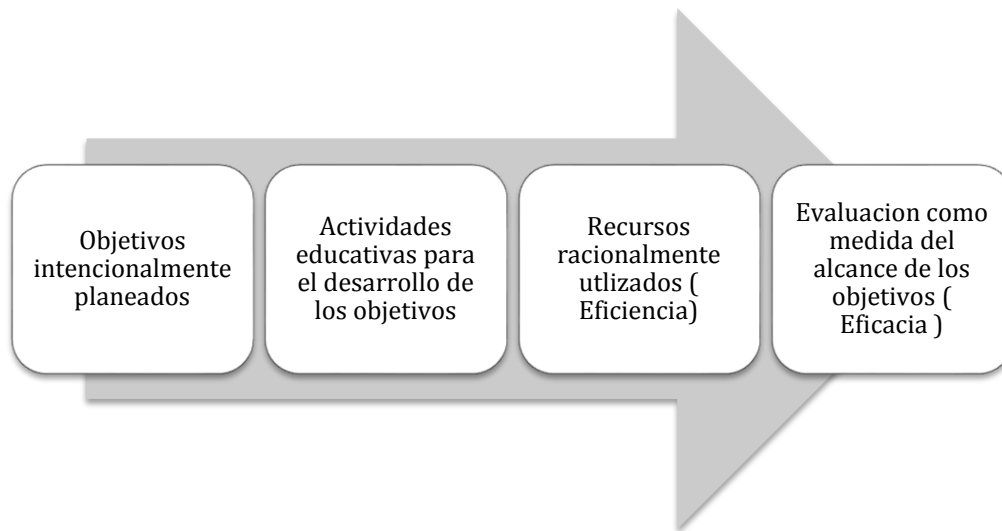 Objetivos
intencionalmente
planeados
Actividades
educativas para
el desarrollo de
los objetivos
Recursos
racionalmente
utlizados (
Eficiencia)
Evaluacion como
medida del
alcance de los
objetivos (
Eficacia )